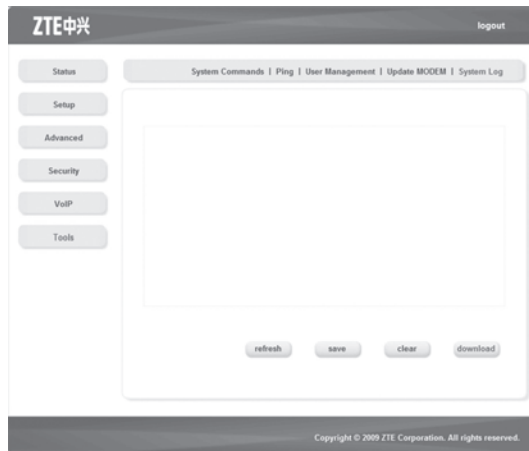 ZTE中兴
logout
Status
System Commands | Ping | User Management | Update MODEM | System Log
Setup
Advanced
Security
VoIP
Tools
refresh save clear download
Copyright © 2009 ZTE Corporation. All rights reserved.